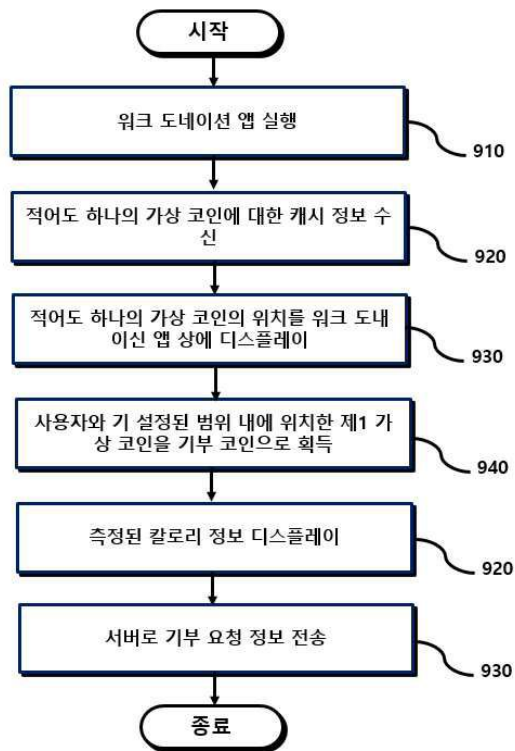 시작
워크 도네이션 앱 실행
910
적어도 하나의 가상 코인에 대한 캐시 정보 수
신
920
적어도 하나의 가상 코인의 위치를 워크 도내
이신 앱 상에 디스플레이
930
사용자와 기 설정된 범위 내에 위치한 제1 가
상 코인을 기부 코인으로 획득
940
측정된 칼로리 정보 디스플레이
920
서버로 기부 요청 정보 전송
930
종료